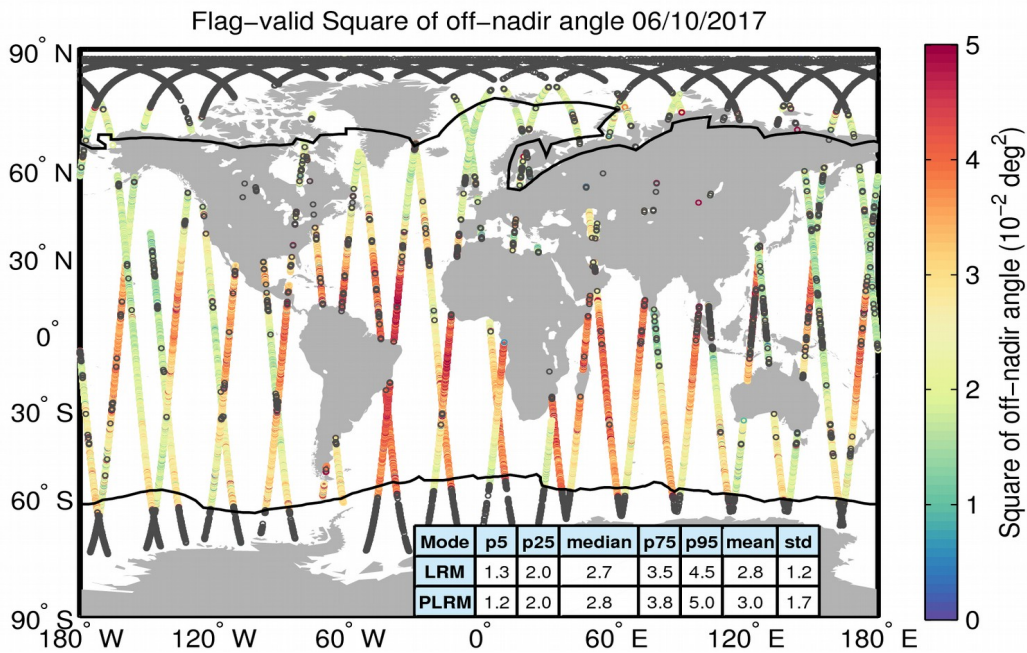 Flag−valid Square of off−nadir angle 06/10/2017
90° N
60° N
30° N
0°
30° S
60° S
90° S
180° W
120° W
60° W
0°
60° E
120° E
180° E
Mode p5 p25 median p75 p95 mean std
LRM 1.3 2.0 2.7 3.5 4.5 2.8 1.2
PLRM 1.2 2.0 2.8 3.8 5.0 3.0 1.7
5
4
3
2
1
0
Square of off−nadir angle (10⁻² deg²)